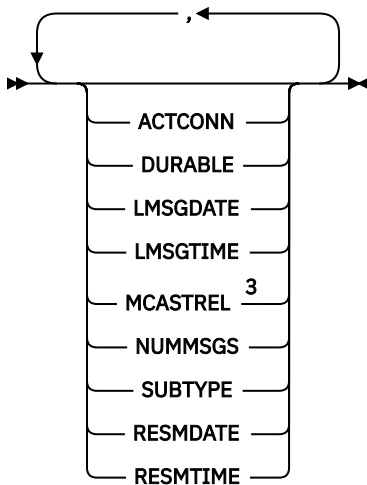 ,
ACTCONN
DURABLE
LMSGDATE
LMSGTIME
MCASTREL 3
NUMMSGS
SUBTYPE
RESMDATE
RESMTIME